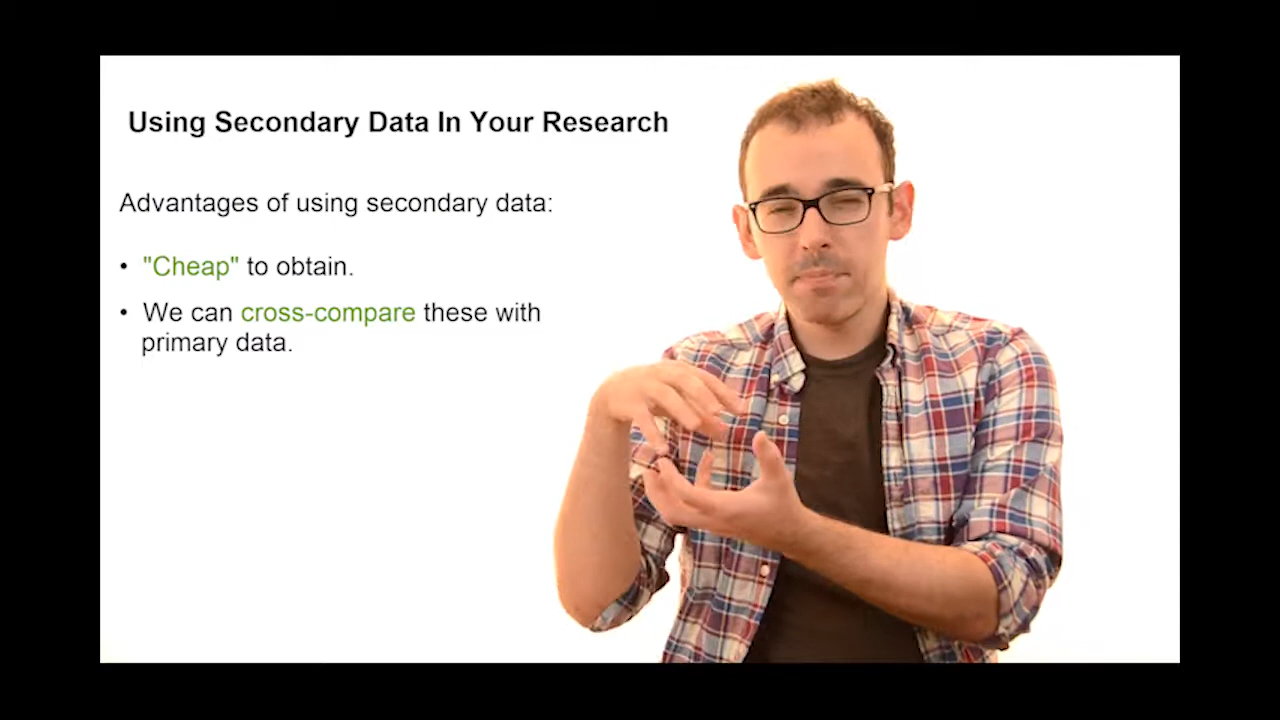 Using Secondary Data In Your Research
Advantages of using secondary data:
• "Cheap" to obtain.
• We can cross-compare these with
primary data.